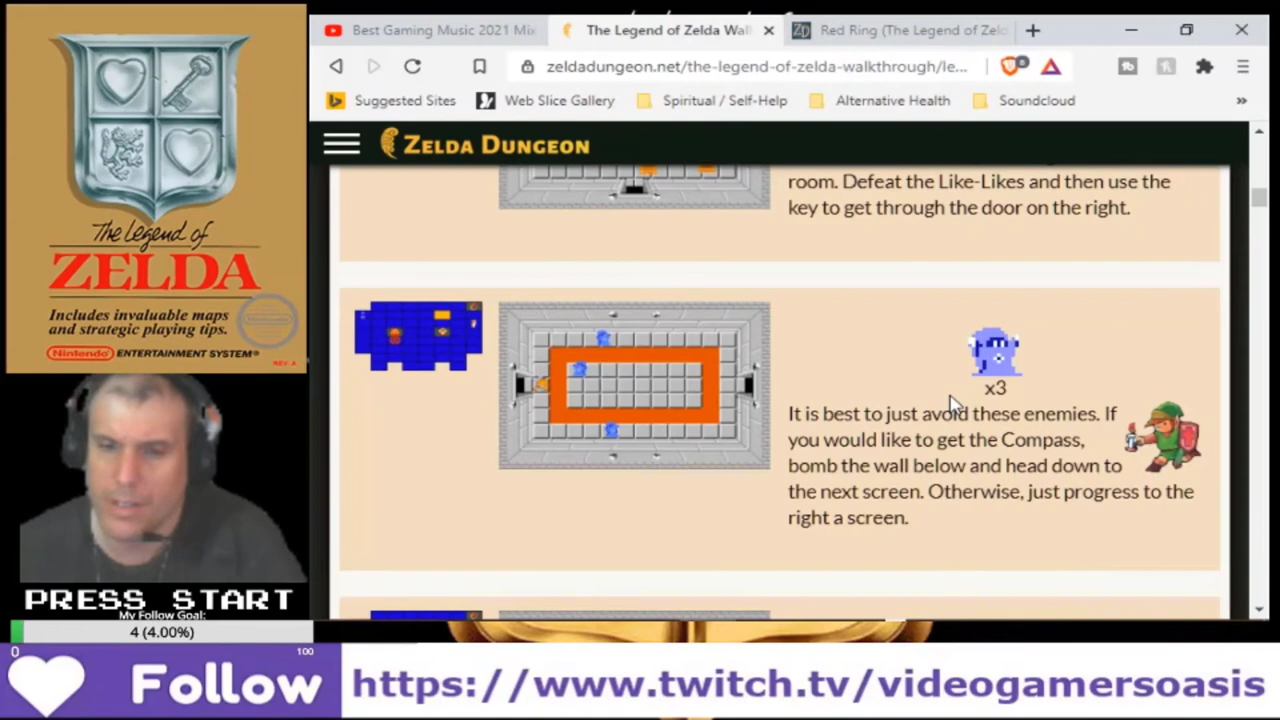 The Legend of
ZELDA
Includes invaluable maps
and strategic playing tips.
Nintendo ENTERTAINMENT SYSTEM®
REV. A
PRESS START
My Follow Goal:
4 (4.00%)
0
100
Follow
https://www.twitch.tv/videogamersoasis
Best Gaming Music 2021 Mix
The Legend of Zelda Wal
Red Ring (The Legend of Zeld
zeldadungeon.net/the-legend-of-zelda-walkthrough/le...
Suggested Sites
Web Slice Gallery
Spiritual / Self-Help
Alternative Health
Soundcloud
»
ZELDA DUNGEON
room. Defeat the Like-Likes and then use the
key to get through the door on the right.
x3
It is best to just avoid these enemies. If
you would like to get the Compass,
bomb the wall below and head down to
the next screen. Otherwise, just progress to the
right a screen.